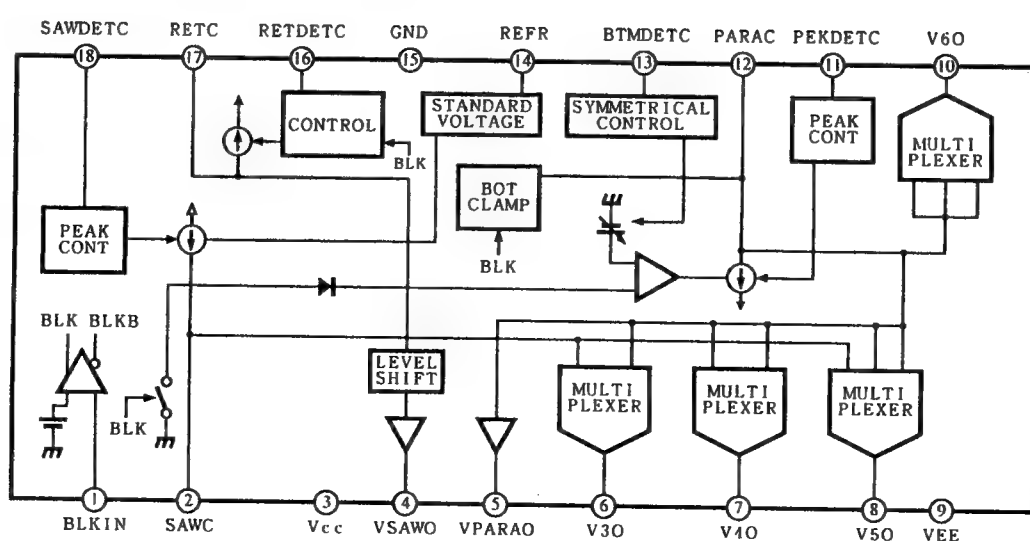 SAWDETC RETC RETDETC GND REFR BTMDETC PARAC PEKDETC V6O
18 17 16 15 14 13 12 11 10
CONTROL
BLK
STANDARD
VOLTAGE
SYMMETRICAL
CONTROL
PEAK
CONT
MULTI
PLEXER
BOT
CLAMP
BLK
PEAK
CONT
BLK BLKB
BLK
LEVEL
SHIFT
MULTI
PLEXER
MULTI
PLEXER
MULTI
PLEXER
1 2 3 4 5 6 7 8 9
BLKIN SAWC Vcc VSAWO VPARAO V3O V4O V5O VEE